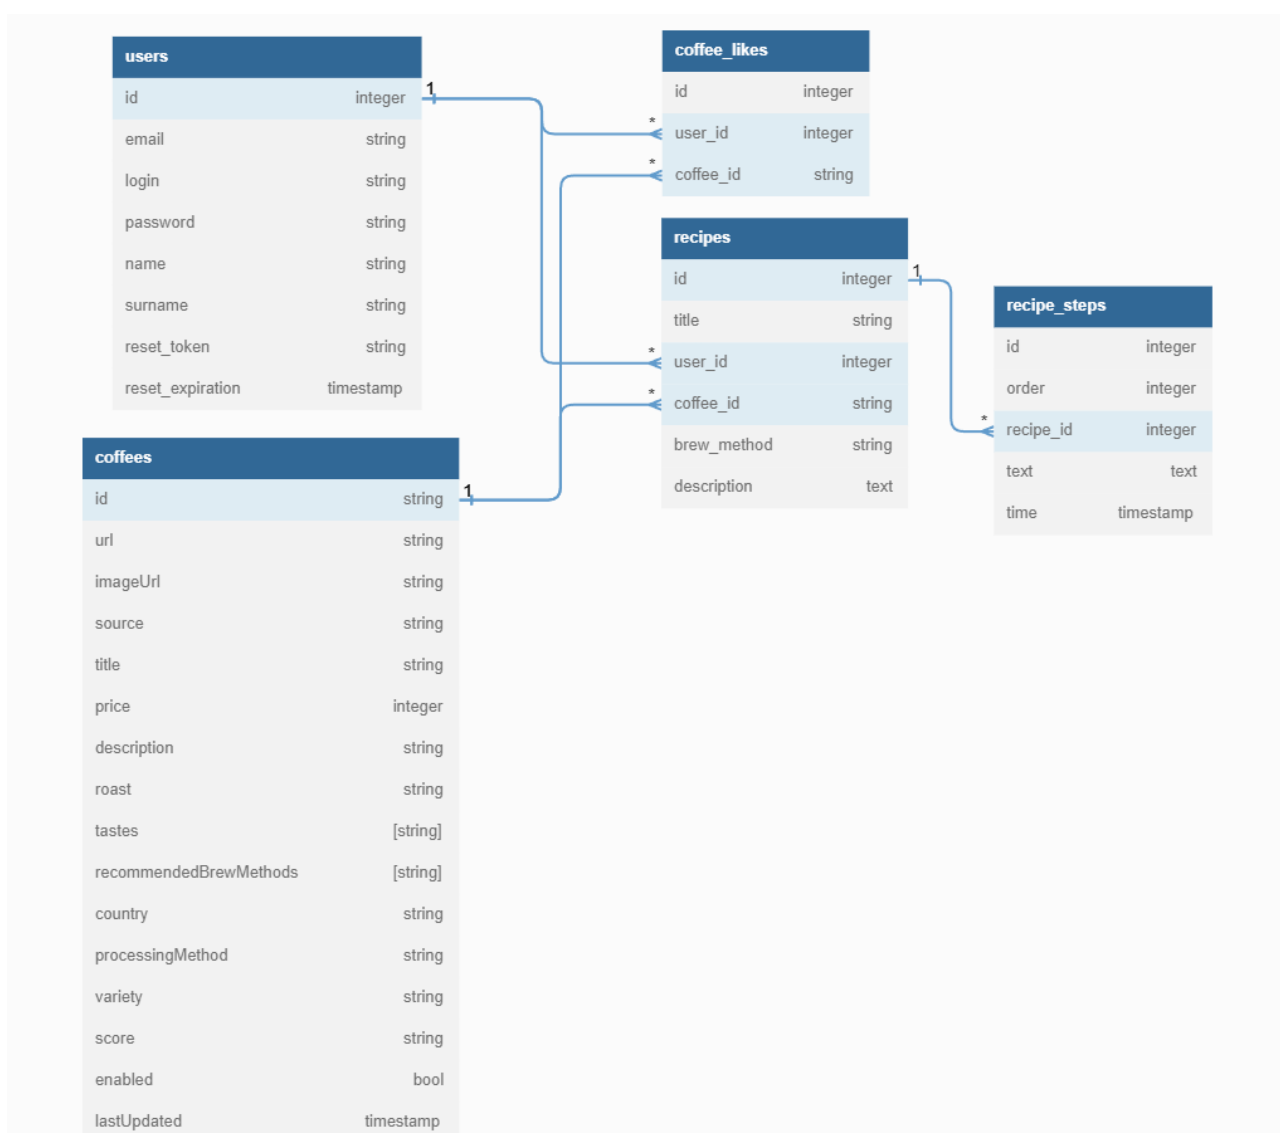 users
id integer
email string
login string
password string
name string
surname string
reset_token string
reset_expiration timestamp
1
coffees
id string
url string
imageUrl string
source string
title string
price integer
description string
roast string
tastes [string]
recommendedBrewMethods [string]
country string
processingMethod string
variety string
score string
enabled bool
lastUpdated timestamp
1
coffee_likes
id integer
* user_id integer
* coffee_id string
recipes
id integer
title string
* user_id integer
* coffee_id string
brew_method string
description text
1
recipe_steps
id integer
order integer
* recipe_id integer
text text
time timestamp